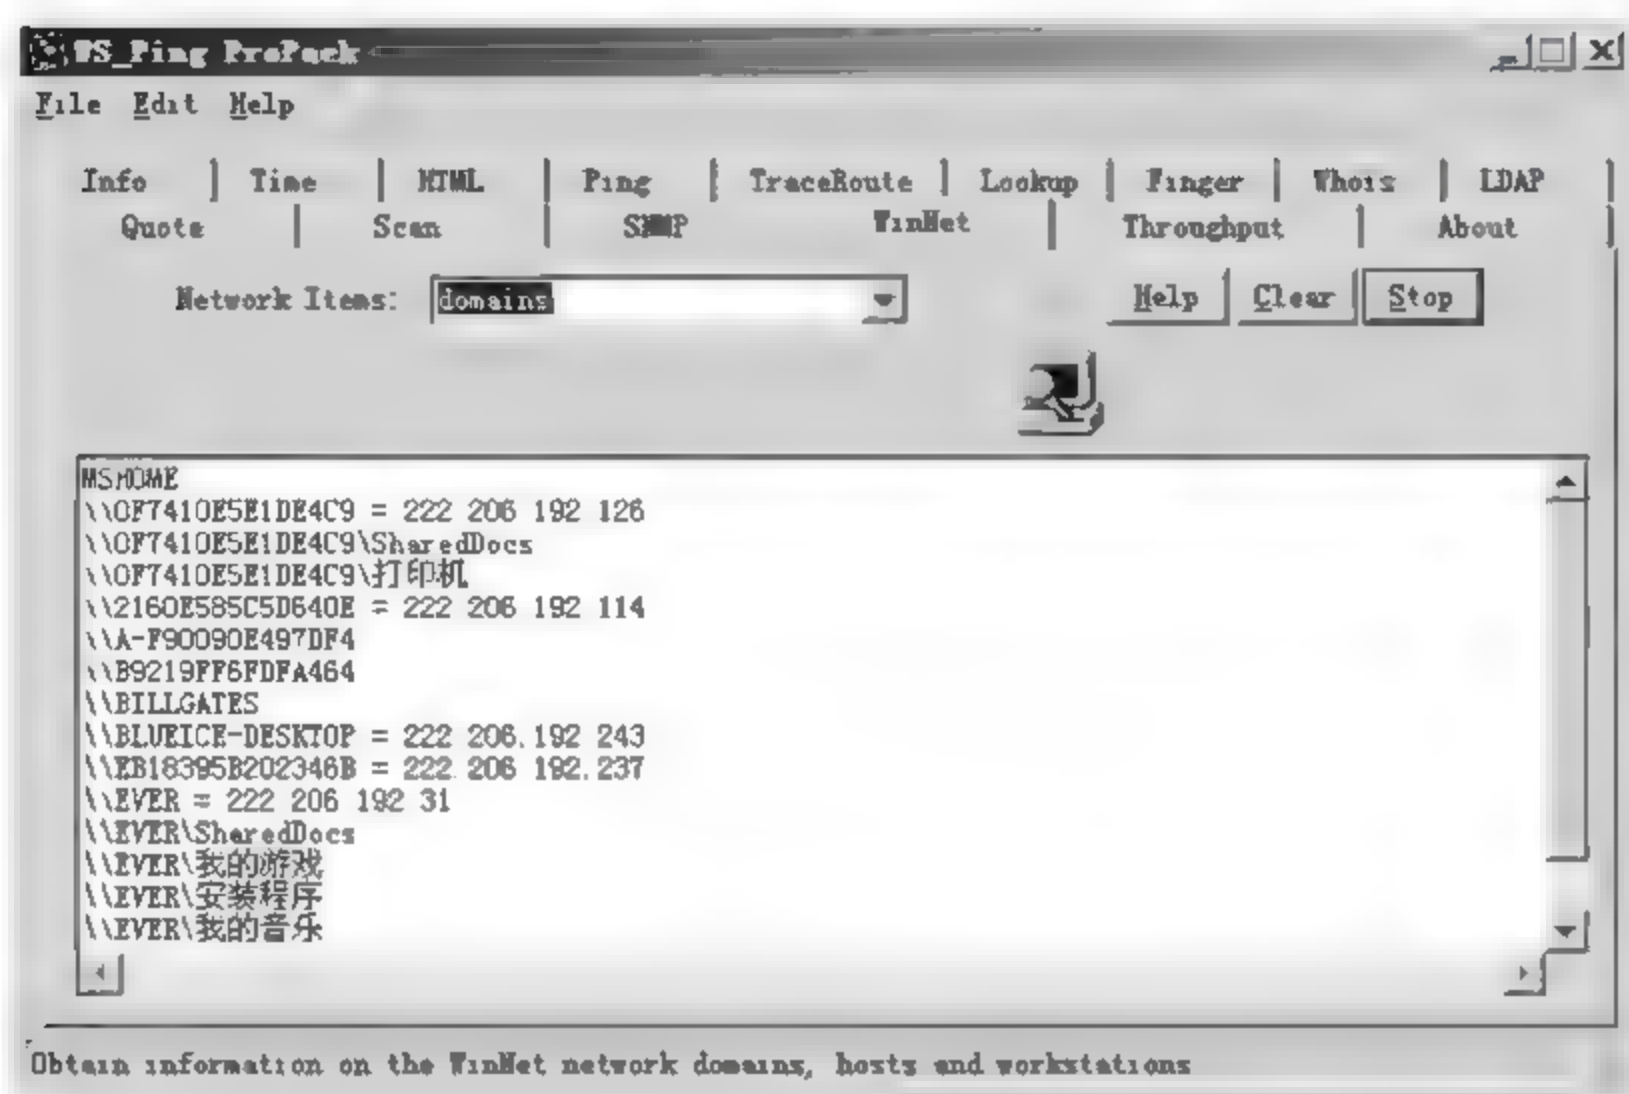 WS_Ping ProPack
File Edit Help
Info Time HTML Ping TraceRoute Lookup Finger Whois LDAP
Quote Scan SNMP WinNet Throughput About
Network Items: domains Help Clear Stop
MSHOME
\\OF7410E5E1DE4C9 = 222 206 192 126
\\OF7410E5E1DE4C9\SharedDocs
\\OF7410E5E1DE4C9\打印机
\\2160E585C5D640E = 222 206 192 114
\\A-F90090E497DF4
\\B9219FF6FDFA464
\\BILLGATES
\\BLUEICE-DESKTOP = 222 206.192 243
\\EB18395B202346B = 222 206 192.237
\\EVER = 222 206 192 31
\\EVER\SharedDocs
\\EVER\我的游戏
\\EVER\安装程序
\\EVER\我的音乐
Obtain information on the WinNet network domains, hosts and workstations